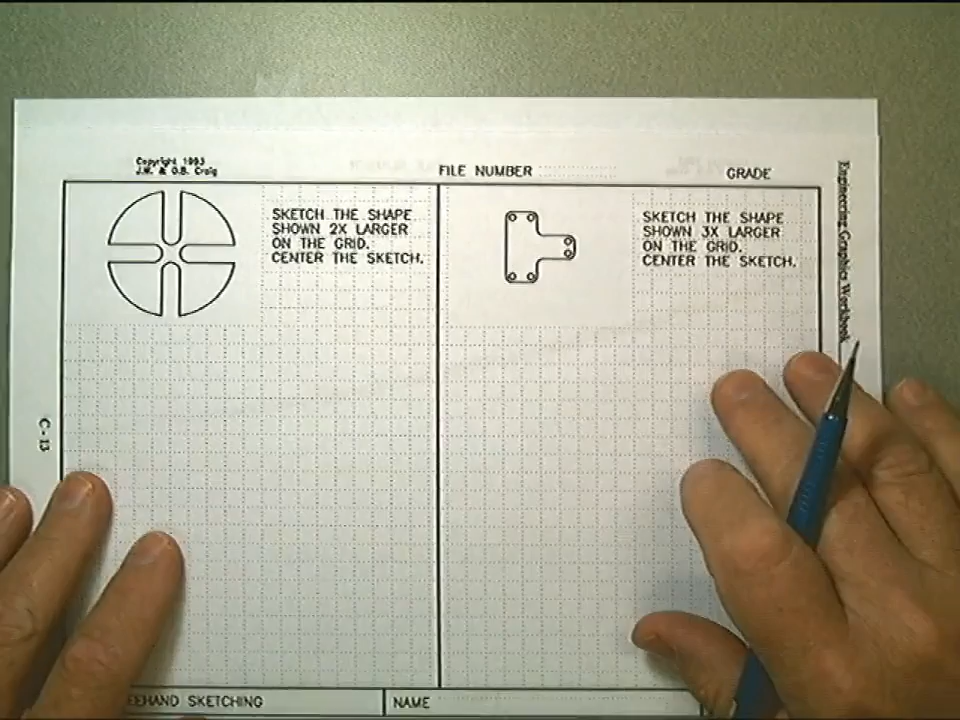 Copyright 1993
J.W. & O.B. Craig
FILE NUMBER
GRADE
SKETCH THE SHAPE
SHOWN 2X LARGER
ON THE GRID.
CENTER THE SKETCH.
SKETCH THE SHAPE
SHOWN 3X LARGER
ON THE GRID.
CENTER THE SKETCH.
Engineering Graphics Workbook
C-13
EEHAND SKETCHING
NAME